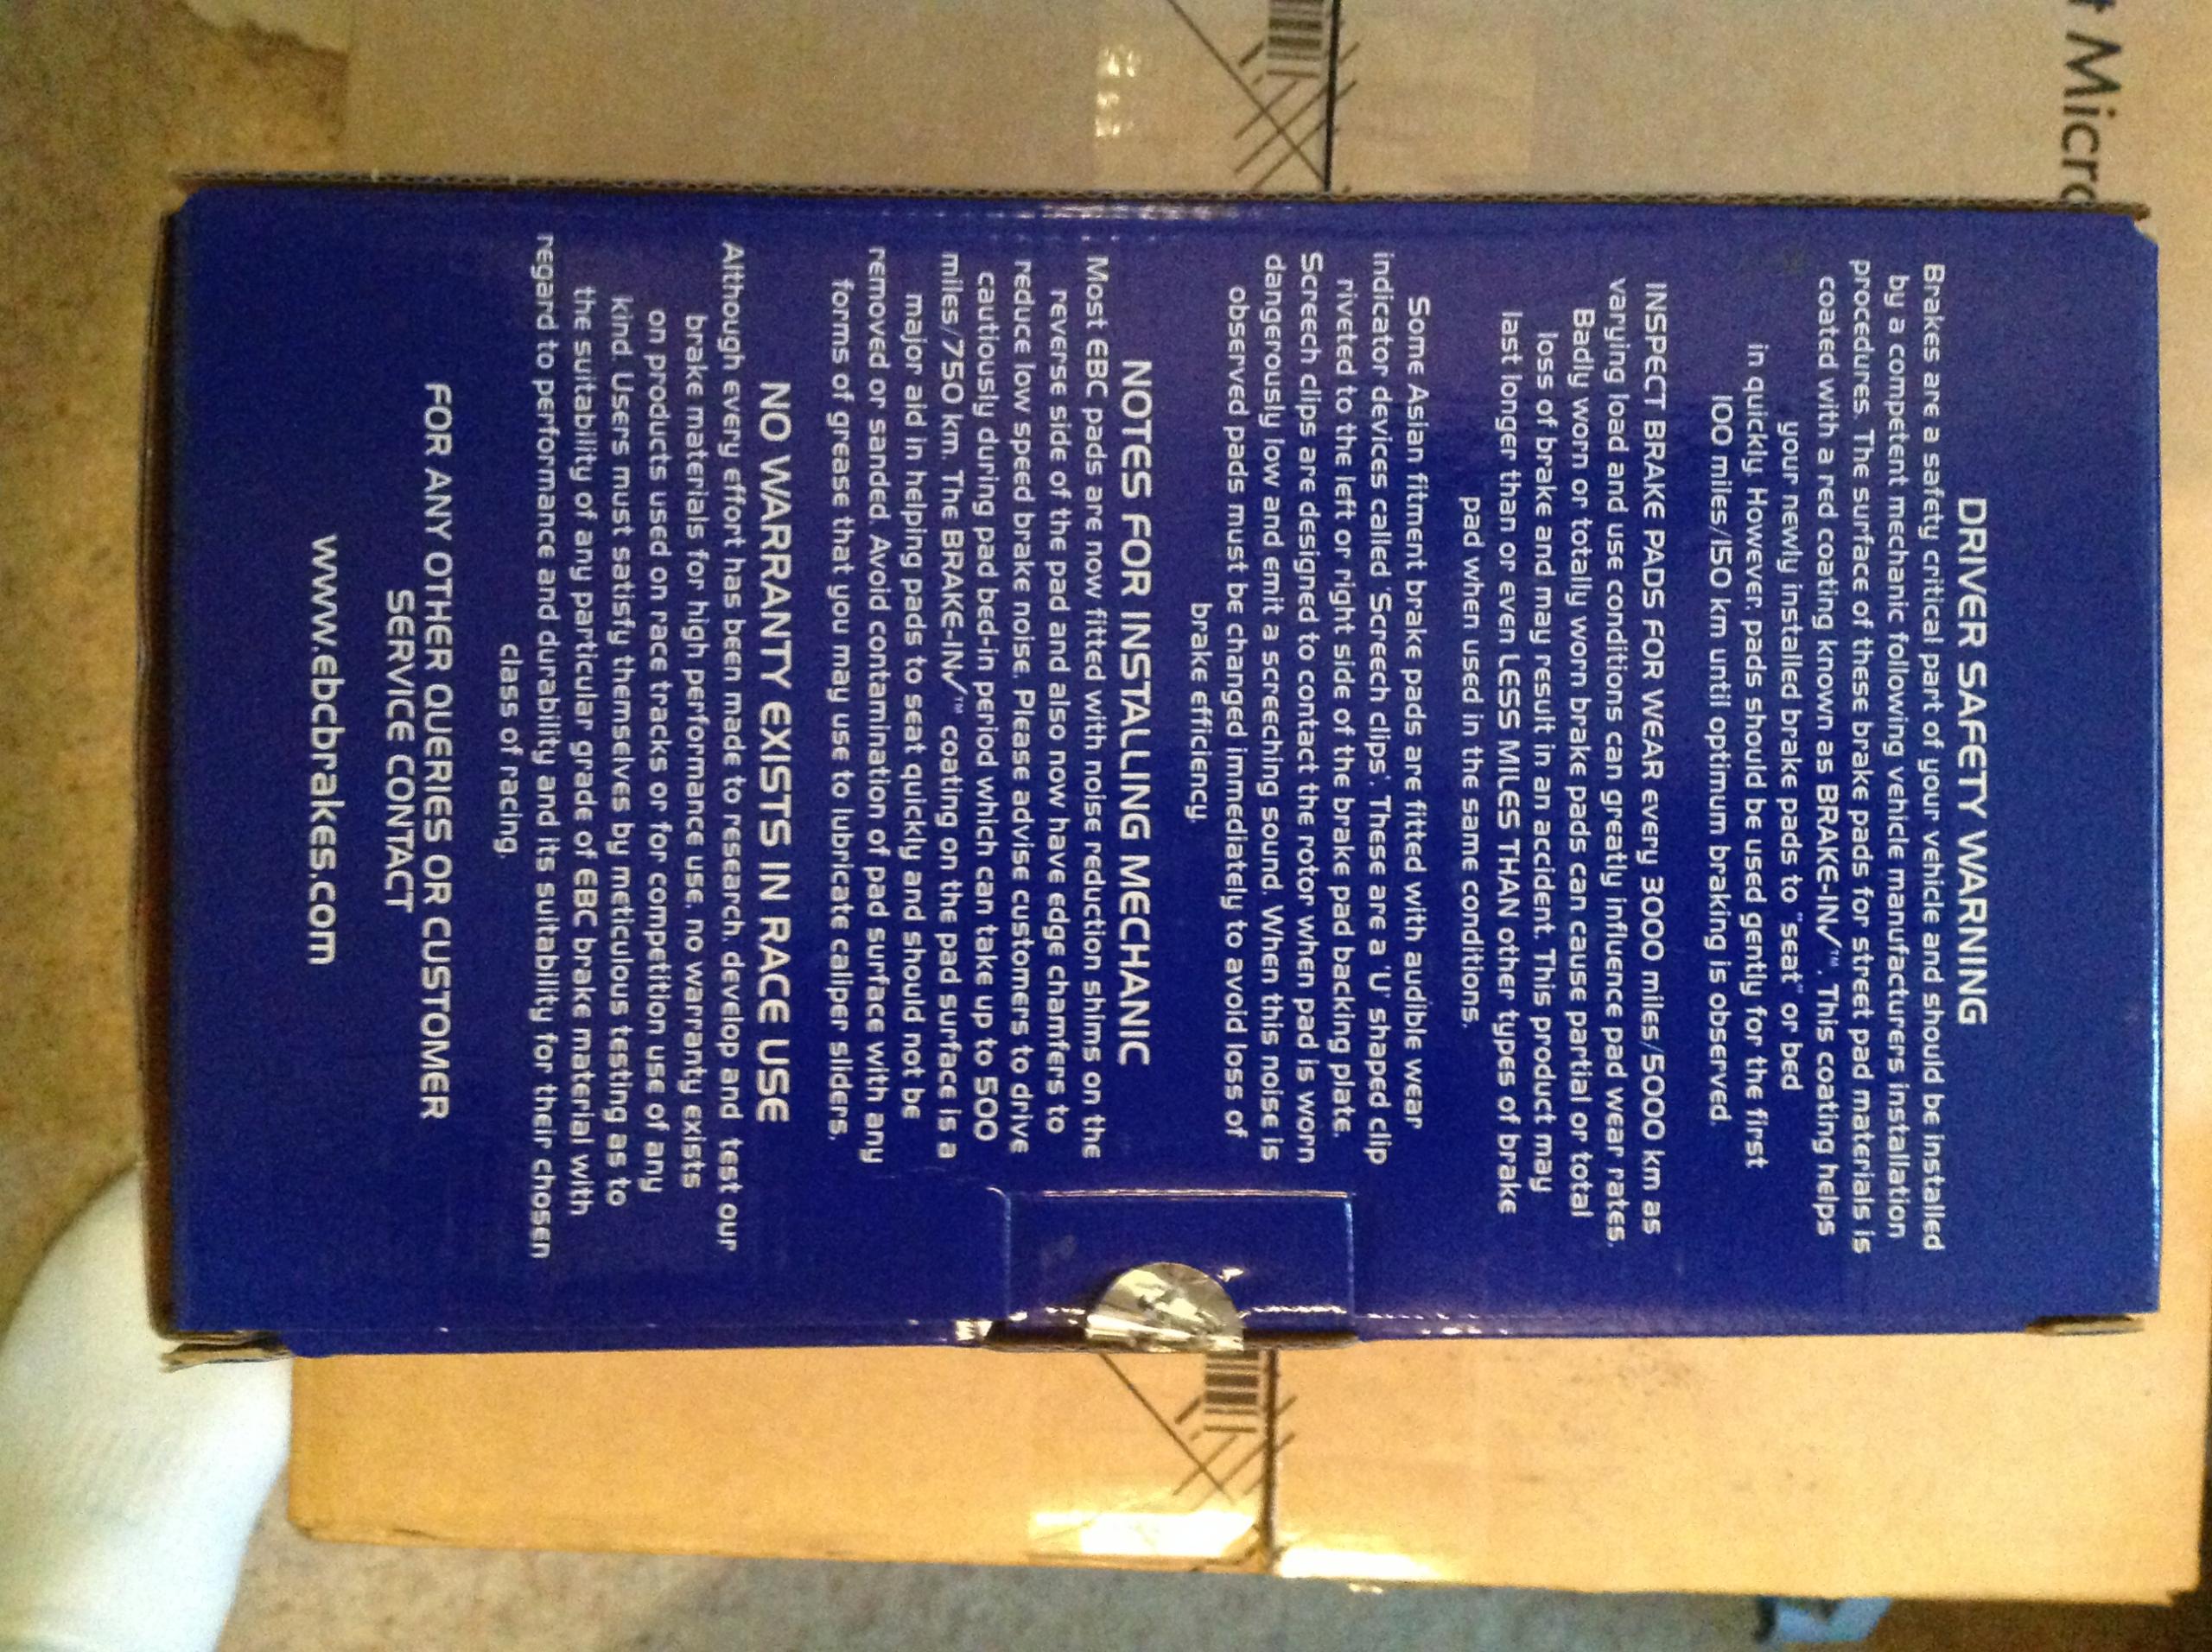 DRIVER SAFETY WARNING
Brakes are a safety critical part of your vehicle and should be installed
by a competent mechanic following vehicle manufacturers installation
procedures. The surface of these brake pads for street pad materials is
coated with a red coating known as BRAKE-IN√™. This coating helps
your newly installed brake pads to "seat" or bed
in quickly. However, pads should be used gently for the first
100 miles/150 km until optimum braking is observed.
INSPECT BRAKE PADS FOR WEAR every 3000 miles/5000 km as
varying load and use conditions can greatly influence pad wear rates.
Badly worn or totally worn brake pads can cause partial or total
loss of brake and may result in an accident. This product may
last longer than or even LESS MILES THAN other types of brake
pad when used in the same conditions.
Some Asian fitment brake pads are fitted with audible wear
indicator devices called 'Screech clips'. These are a 'U' shaped clip
riveted to the left or right side of the brake pad backing plate.
Screech clips are designed to contact the rotor when pad is worn
dangerously low and emit a screeching sound. When this noise is
observed pads must be changed immediately to avoid loss of
brake efficiency
NOTES FOR INSTALLING MECHANIC
Most EBC pads are now fitted with noise reduction shims on the
reverse side of the pad and also now have edge chamfers to
reduce low speed brake noise. Please advise customers to drive
cautiously during pad bed-in period which can take up to 500
miles/750 km. The BRAKE-IN√™ coating on the pad surface is a
major aid in helping pads to seat quickly and should not be
removed or sanded. Avoid contamination of pad surface with any
forms of grease that you may use to lubricate caliper sliders.
NO WARRANTY EXISTS IN RACE USE
Although every effort has been made to research, develop and test our
brake materials for high performance use, no warranty exists
on products used on race tracks or for competition use of any
kind. Users must satisfy themselves by meticulous testing as to
the suitability of any particular grade of EBC brake material with
regard to performance and durability and its suitability for their chosen
class of racing.
FOR ANY OTHER QUERIES OR CUSTOMER
SERVICE CONTACT
www.ebcbrakes.com